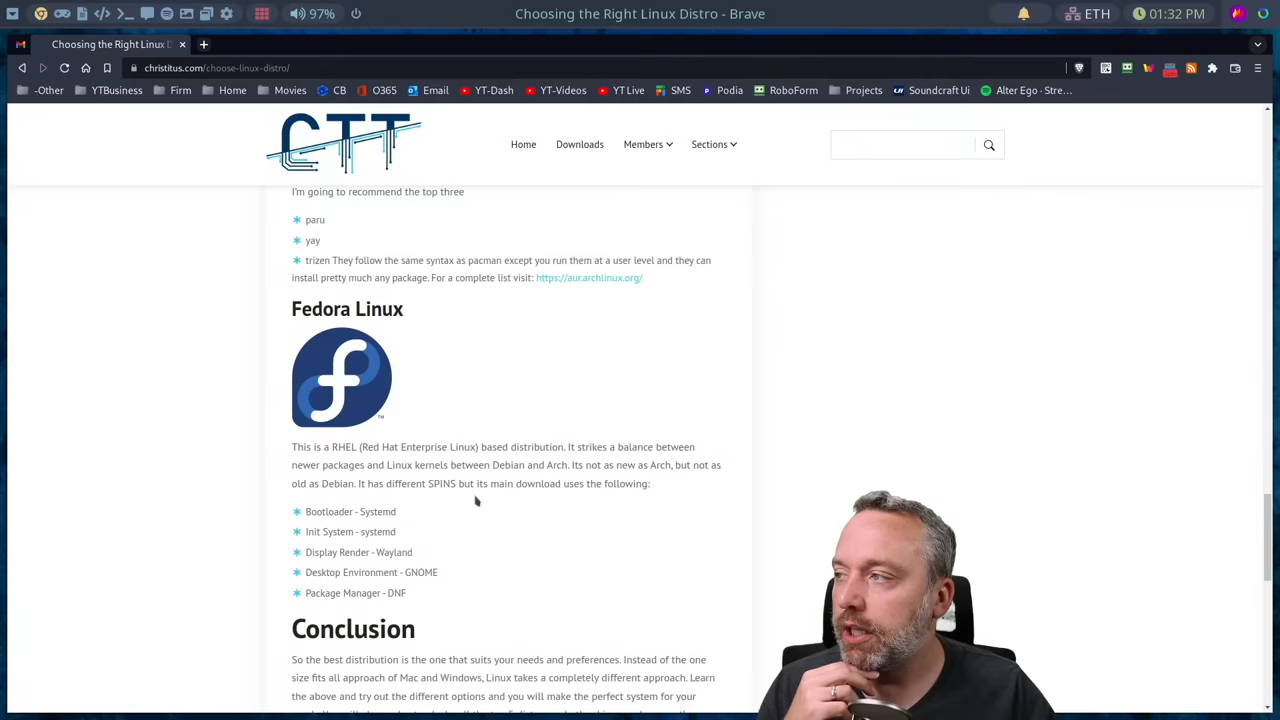 97%
Choosing the Right Linux Distro - Brave
ETH
01:32 PM
Choosing the Right Linux D
christitus.com/choose-linux-distro/
-Other
YTBusiness
Firm
Home
Movies
CB
O365
Email
YT-Dash
YT-Videos
YT Live
SMS
Podia
RoboForm
Projects
Soundcraft Ui
Alter Ego - Stre...
CTT
Home
Downloads
Members
Sections
I'm going to recommend the top three
paru
yay
trizen They follow the same syntax as pacman except you run them at a user level and they can
install pretty much any package. For a complete list visit: https://aur.archlinux.org/
Fedora Linux
TM
This is a RHEL (Red Hat Enterprise Linux) based distribution. It strikes a balance between
newer packages and Linux kernels between Debian and Arch. Its not as new as Arch, but not as
old as Debian. It has different SPINS but its main download uses the following:
Bootloader - Systemd
Init System - systemd
Display Render - Wayland
Desktop Environment - GNOME
Package Manager - DNF
Conclusion
So the best distribution is the one that suits your needs and preferences. Instead of the one
size fits all approach of Mac and Windows, Linux takes a completely different approach. Learn
the above and try out the different options and you will make the perfect system for your